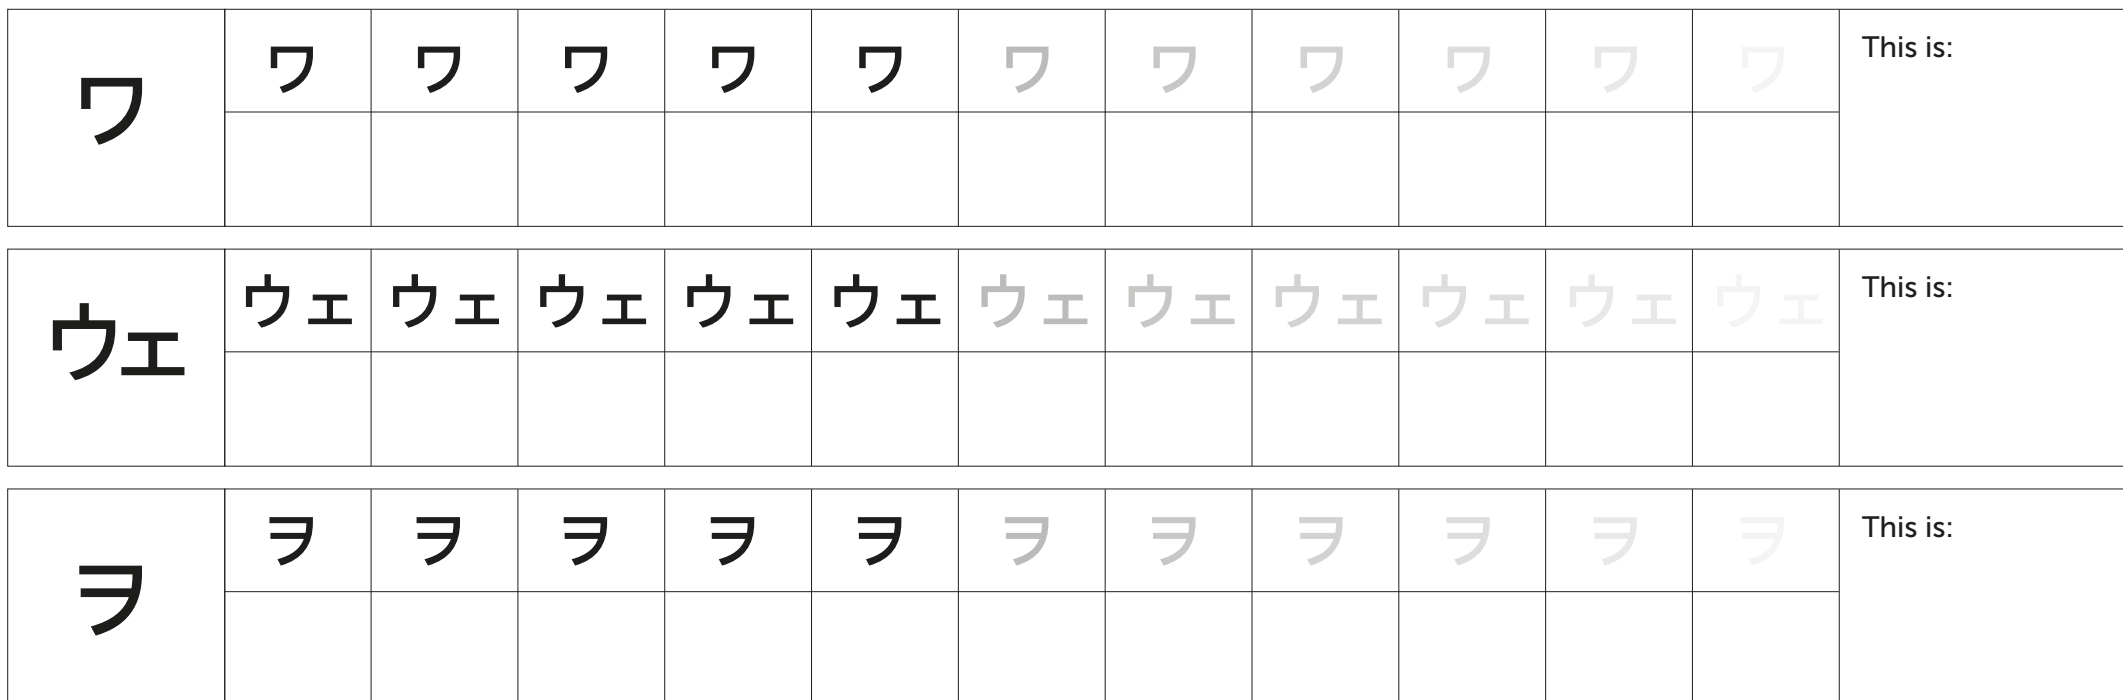 ワ ワ ワ ワ ワ ワ ワ ワ ワ ワ ワ ワ This is:
ウェ ウェ ウェ ウェ ウェ ウェ ウェ ウェ ウェ ウェ ウェ ウェ This is:
ヲ ヲ ヲ ヲ ヲ ヲ ヲ ヲ ヲ ヲ ヲ ヲ This is: